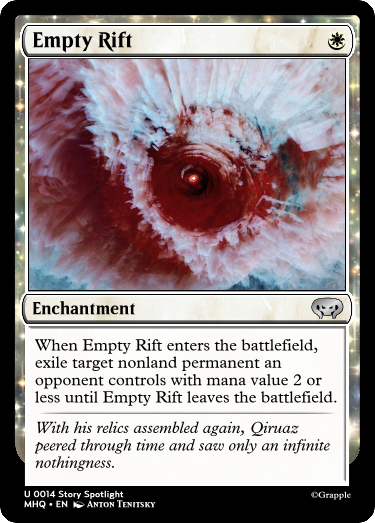 Empty Rift
Enchantment
When Empty Rift enters the battlefield,
exile target nonland permanent an
opponent controls with mana value 2 or
less until Empty Rift leaves the battlefield.
With his relics assembled again, Qiruaz
peered through time and saw only an infinite
nothingness.
U 0014 Story Spotlight
MHQ • EN Anton Tenitsky
©Grapple